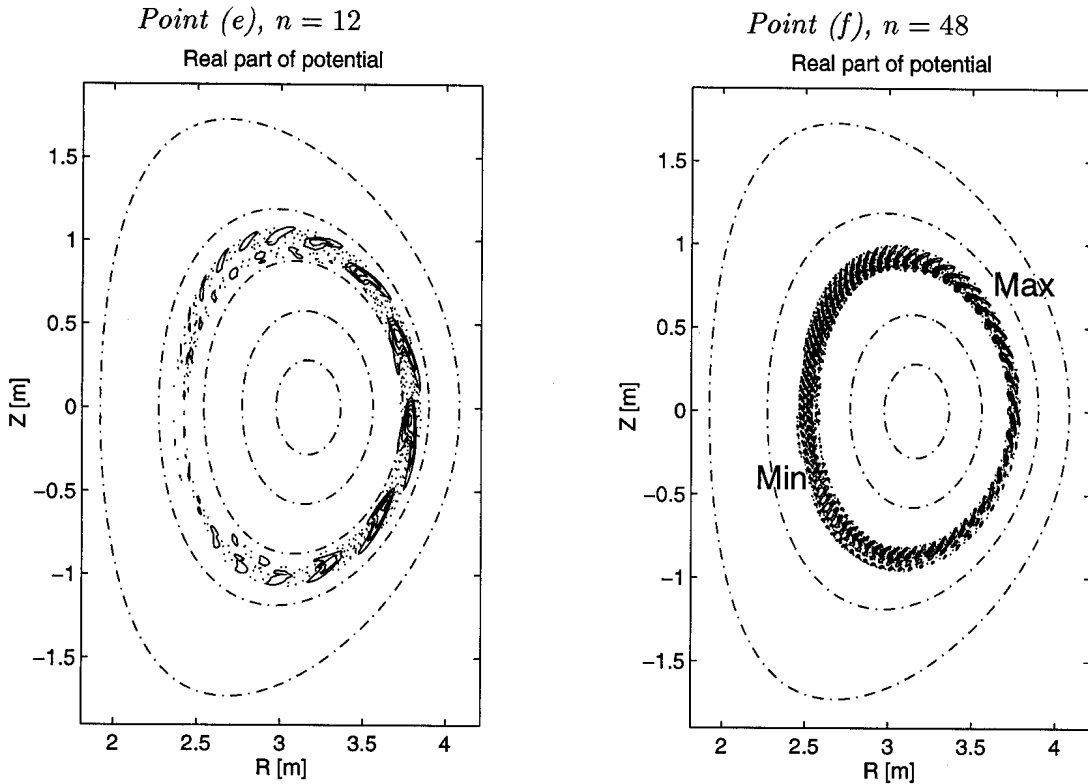 Point (e), n = 12
Real part of potential
1.5
1
0.5
0
−0.5
−1
−1.5
Z [m]
2
2.5
3
3.5
4
R [m]
Point (f), n = 48
Real part of potential
1.5
1
0.5
0
−0.5
−1
−1.5
Z [m]
Max
Min
2
2.5
3
3.5
4
R [m]